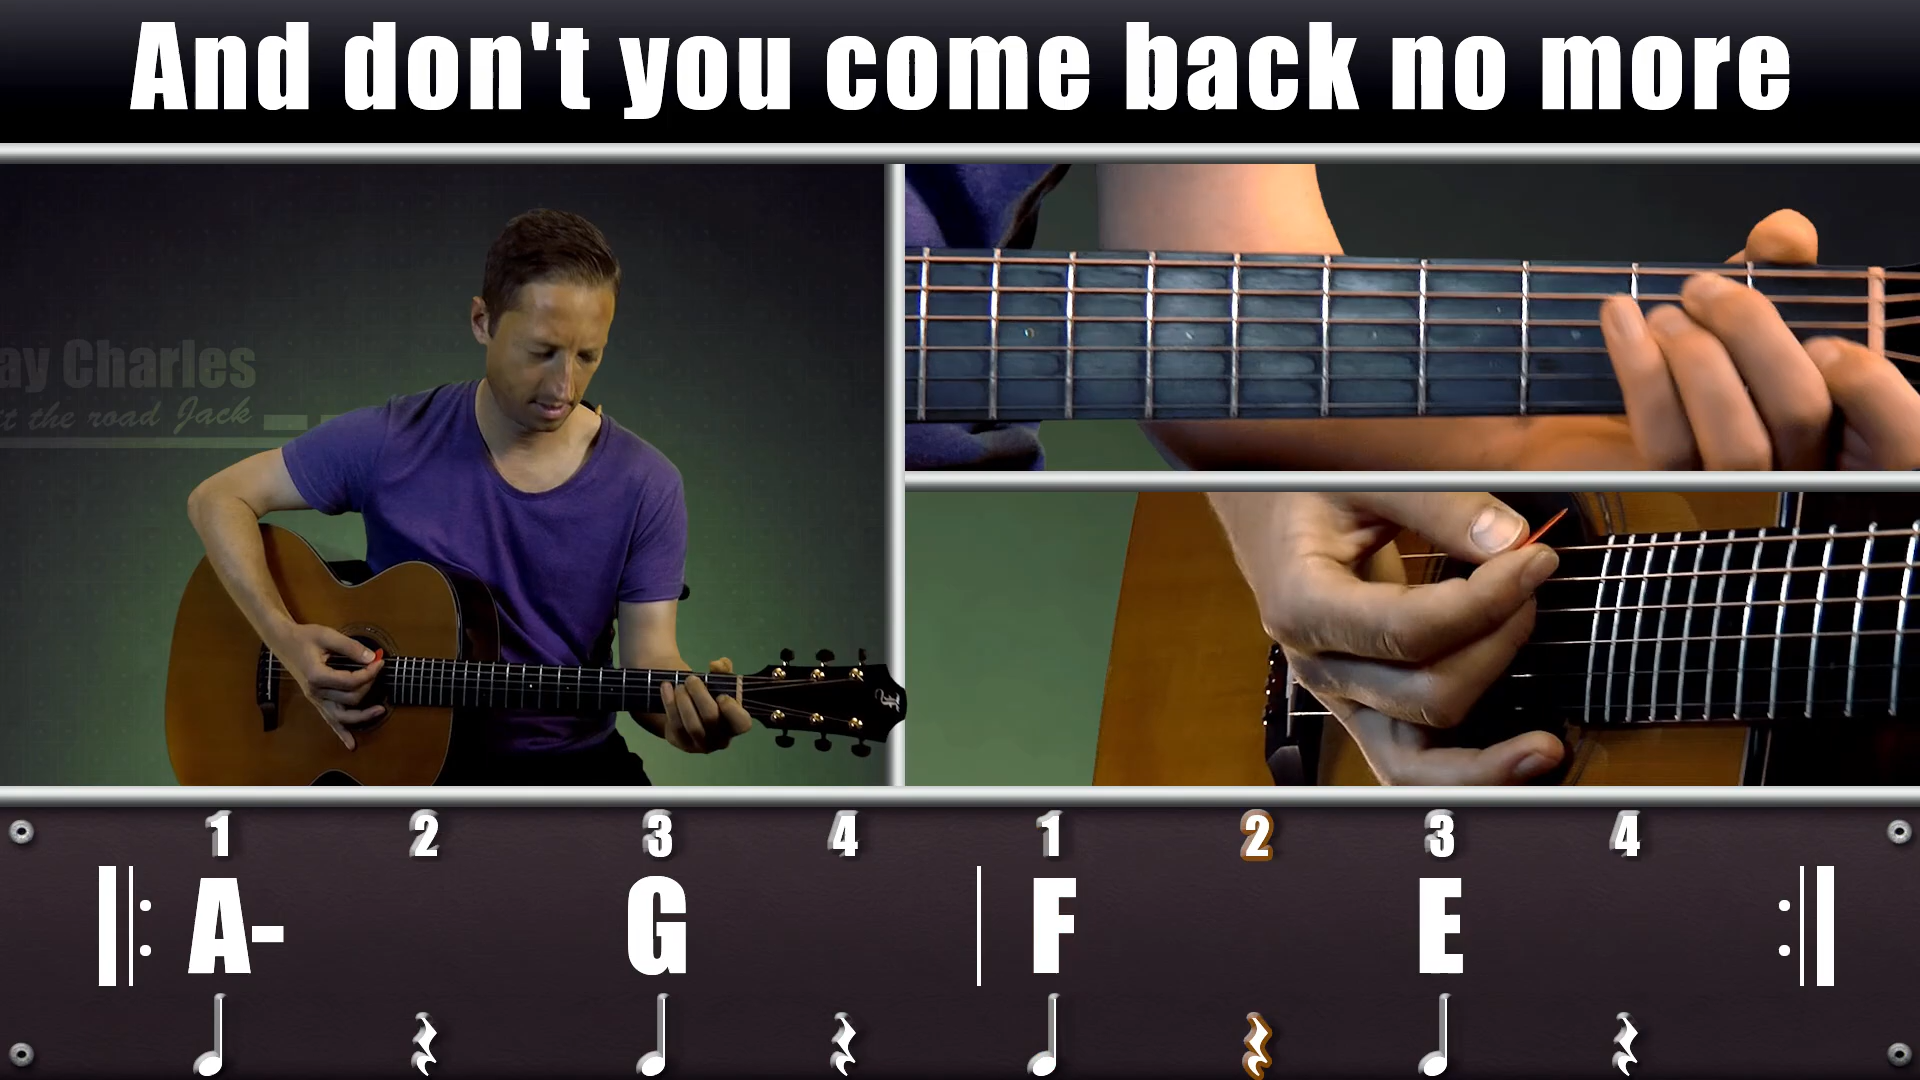 And don't you come back no more
ay Charles
t the road Jack
1 2 3 4 1 2 3 4
A- G F E